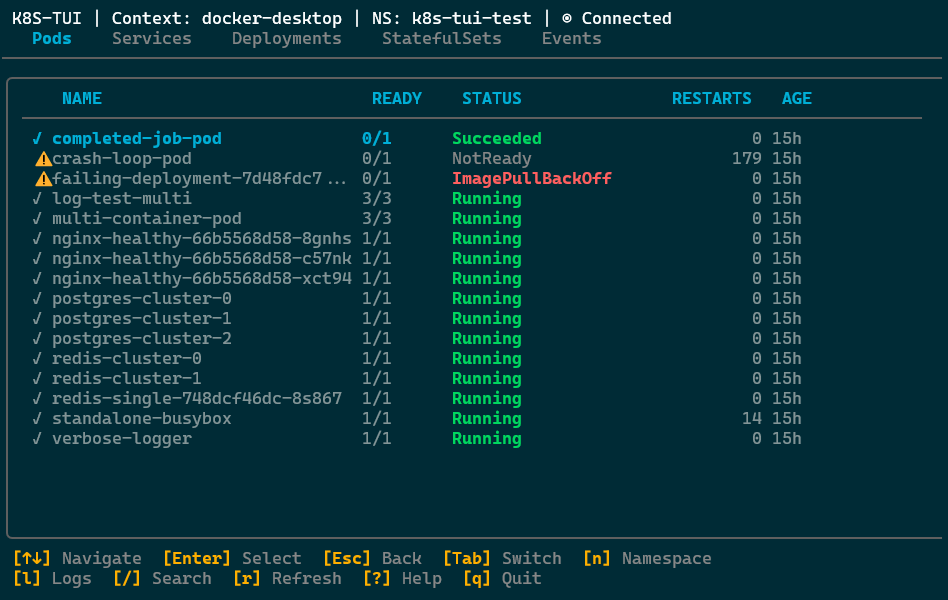 K8S-TUI | Context: docker-desktop | NS: k8s-tui-test | ⊙ Connected
Pods Services Deployments StatefulSets Events
NAME READY STATUS RESTARTS AGE
✓ completed-job-pod 0/1 Succeeded 0 15h
⚠ crash-loop-pod 0/1 NotReady 179 15h
⚠ failing-deployment-7d48fdc7 ... 0/1 ImagePullBackOff 0 15h
✓ log-test-multi 3/3 Running 0 15h
✓ multi-container-pod 3/3 Running 0 15h
✓ nginx-healthy-66b5568d58-8gnhs 1/1 Running 0 15h
✓ nginx-healthy-66b5568d58-c57nk 1/1 Running 0 15h
✓ nginx-healthy-66b5568d58-xct94 1/1 Running 0 15h
✓ postgres-cluster-0 1/1 Running 0 15h
✓ postgres-cluster-1 1/1 Running 0 15h
✓ postgres-cluster-2 1/1 Running 0 15h
✓ redis-cluster-0 1/1 Running 0 15h
✓ redis-cluster-1 1/1 Running 0 15h
✓ redis-single-748dcf46dc-8s867 1/1 Running 0 15h
✓ standalone-busybox 1/1 Running 14 15h
✓ verbose-logger 1/1 Running 0 15h
[↑↓] Navigate [Enter] Select [Esc] Back [Tab] Switch [n] Namespace
[l] Logs [/] Search [r] Refresh [?] Help [q] Quit